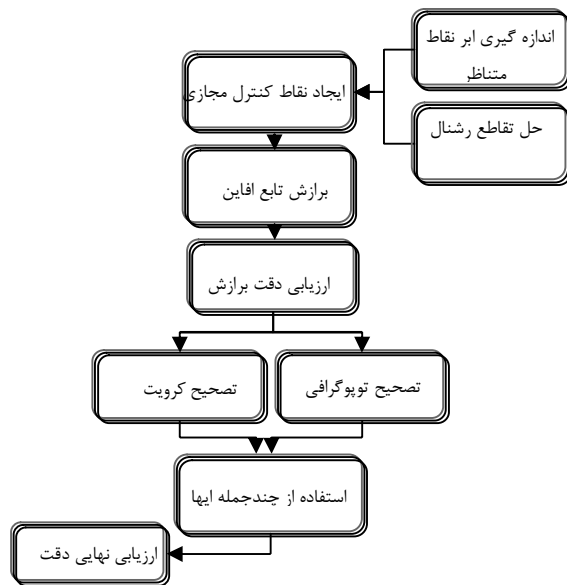 اندازه گیری ابر نقاط
متناظر
ایجاد نقاط کنترل مجازی
حل تقاطع رشنال
برازش تابع افاین
ارزیابی دقت برازش
تصحیح توپوگرافی
تصحیح کرویت
استفاده از چندجمله ایها
ارزیابی نهایی دقت